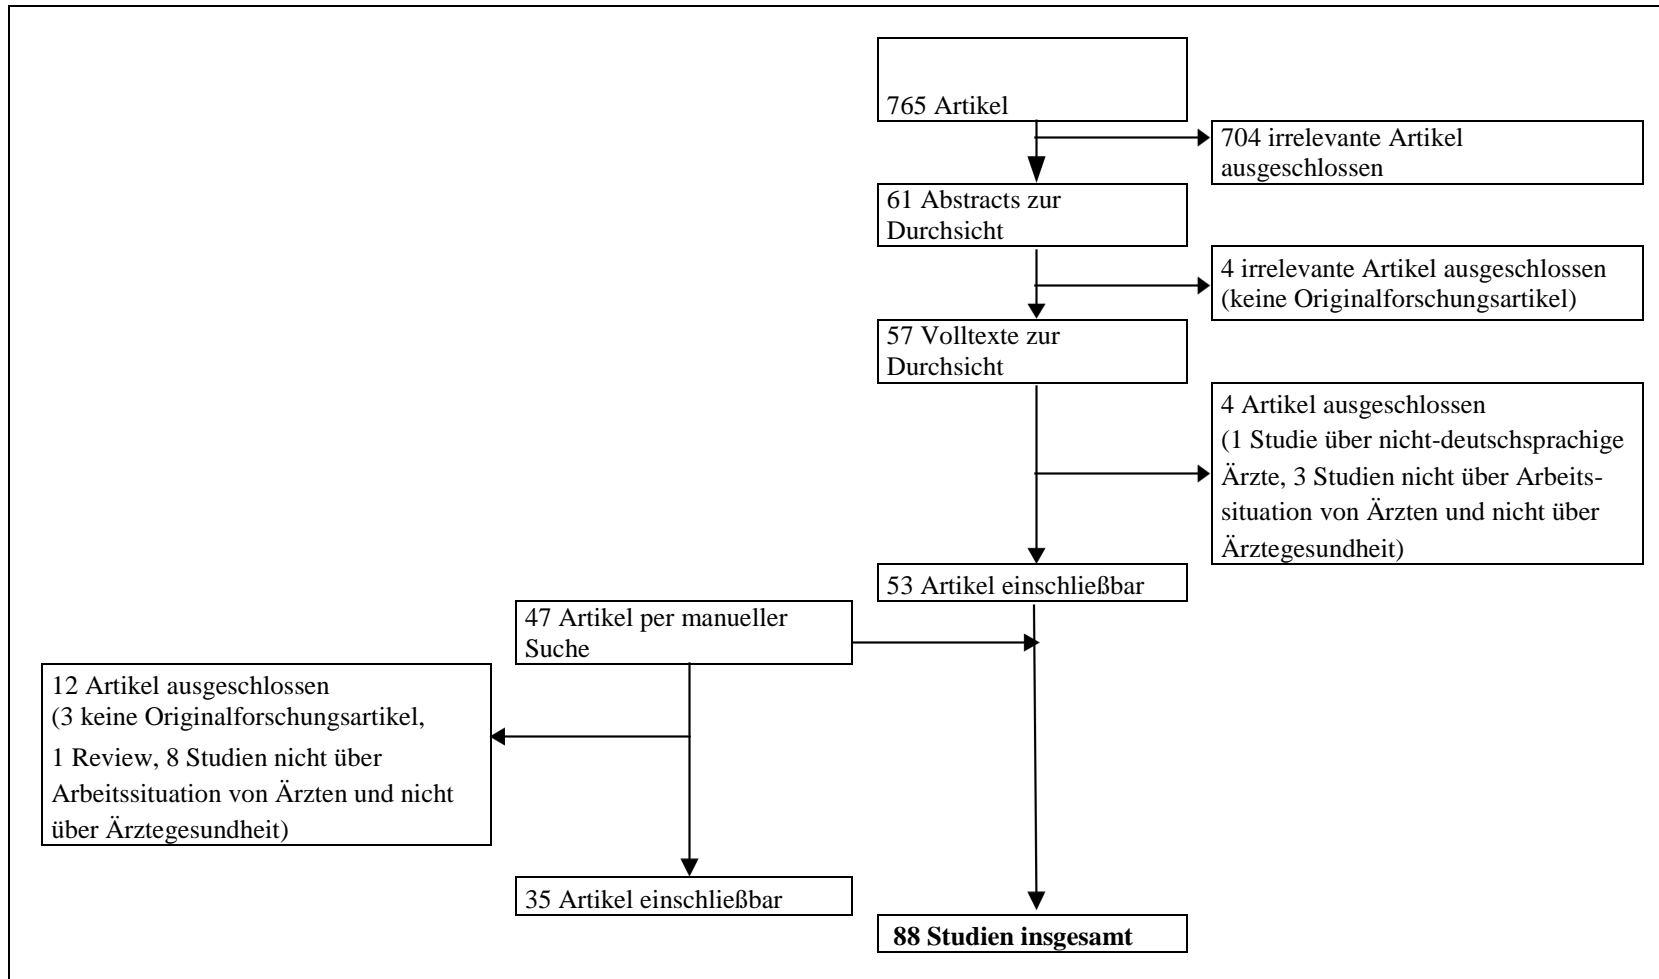 765 Artikel
704 irrelevante Artikel
ausgeschlossen
61 Abstracts zur
Durchsicht
4 irrelevante Artikel ausgeschlossen
(keine Originalforschungsartikel)
57 Volltexte zur
Durchsicht
4 Artikel ausgeschlossen
(1 Studie über nicht-deutschsprachige
Ärzte, 3 Studien nicht über Arbeits-
situation von Ärzten und nicht über
Ärztegesundheit)
53 Artikel einschließbar
47 Artikel per manueller
Suche
12 Artikel ausgeschlossen
(3 keine Originalforschungsartikel,
1 Review, 8 Studien nicht über
Arbeitssituation von Ärzten und nicht
über Ärztegesundheit)
35 Artikel einschließbar
88 Studien insgesamt